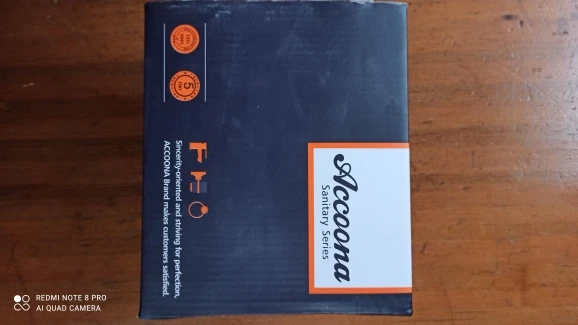 Accoona
Sanitary Series
5
Sincerity-oriented and striving for perfection,
ACCOONA Brand makes customers satisfied.
REDMI NOTE 8 PRO
AI QUAD CAMERA